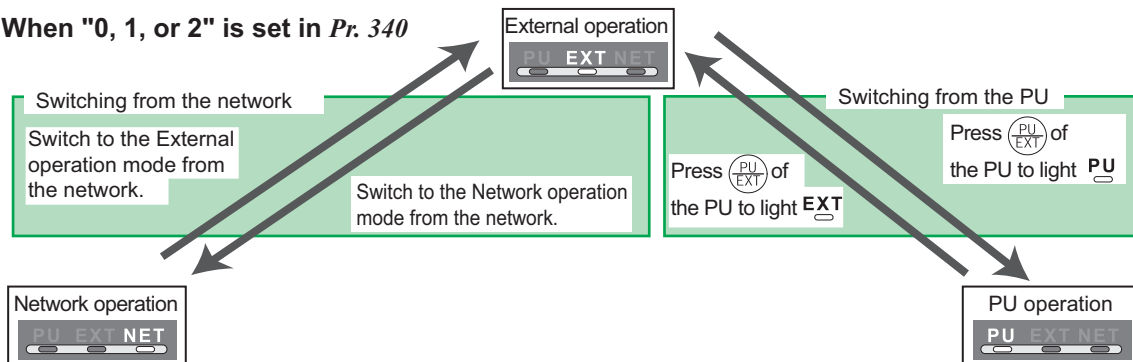 When "0, 1, or 2" is set in Pr. 340
External operation
PU EXT NET
Switching from the network
Switch to the External
operation mode from
the network.
Switch to the Network operation
mode from the network.
Switching from the PU
Press PU/EXT of
the PU to light PU
Press PU/EXT of
the PU to light EXT
Network operation
PU EXT NET
PU operation
PU EXT NET